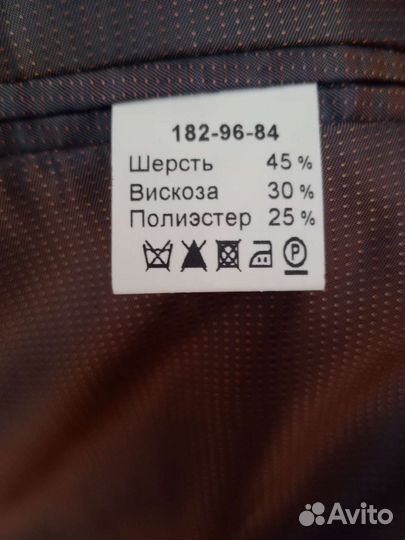 182-96-84
Шерсть 45 %
Вискоза 30 %
Полиэстер 25 %
P
Avito